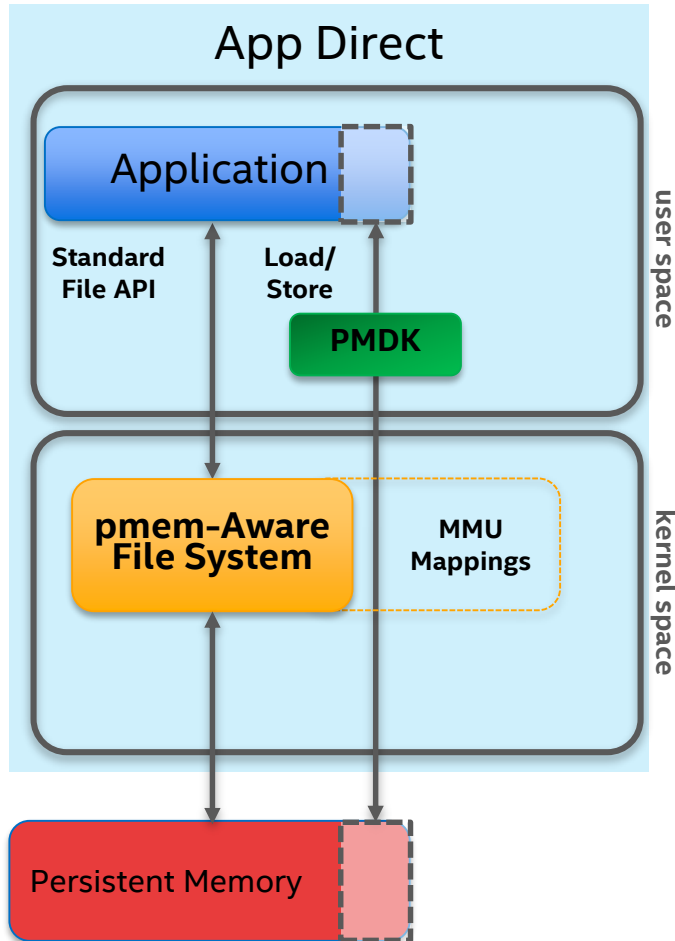 App Direct
Application
Standard
File API
Load/
Store
PMDK
user space
pmem-Aware
File System
MMU
Mappings
kernel space
Persistent Memory